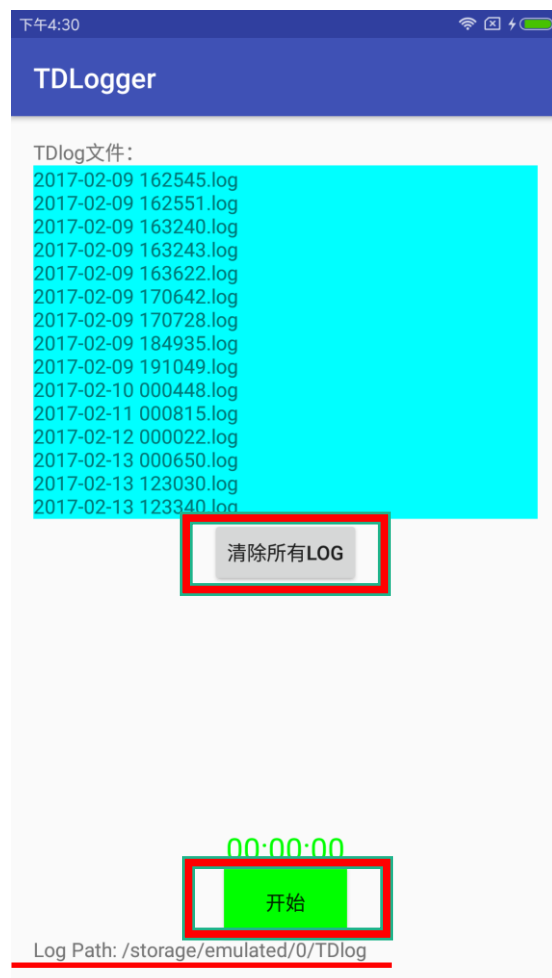 下午4:30
TDLogger
TDlog文件：
2017-02-09 162545.log
2017-02-09 162551.log
2017-02-09 163240.log
2017-02-09 163243.log
2017-02-09 163622.log
2017-02-09 170642.log
2017-02-09 170728.log
2017-02-09 184935.log
2017-02-09 191049.log
2017-02-10 000448.log
2017-02-11 000815.log
2017-02-12 000022.log
2017-02-13 000650.log
2017-02-13 123030.log
2017-02-13 123340.log
清除所有LOG
00:00:00
开始
Log Path: /storage/emulated/0/TDlog